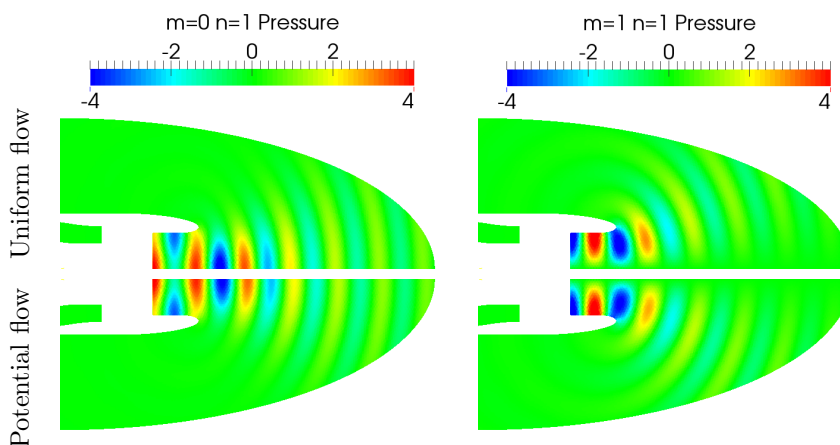 m=0 n=1 Pressure
-2 0 2
-4 4
m=1 n=1 Pressure
-2 0 2
-4 4
Uniform flow
Potential flow